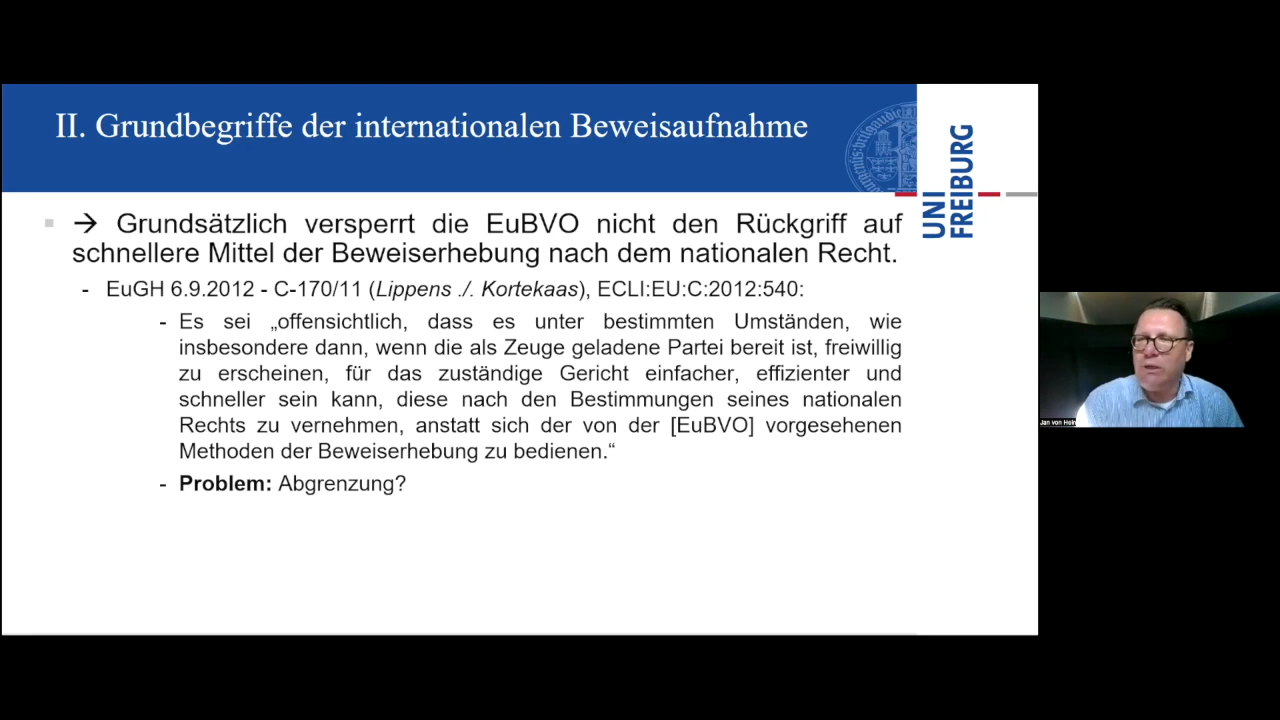 II. Grundbegriffe der internationalen Beweisaufnahme
UNI
FREIBURG
→ Grundsätzlich versperrt die EuBVO nicht den Rückgriff auf
schnellere Mittel der Beweiserhebung nach dem nationalen Recht.
- EuGH 6.9.2012 - C-170/11 (Lippens ./. Kortekaas), ECLI:EU:C:2012:540:
- Es sei „offensichtlich, dass es unter bestimmten Umständen, wie
insbesondere dann, wenn die als Zeuge geladene Partei bereit ist, freiwillig
zu erscheinen, für das zuständige Gericht einfacher, effizienter und
schneller sein kann, diese nach den Bestimmungen seines nationalen
Rechts zu vernehmen, anstatt sich der von der [EuBVO] vorgesehenen
Methoden der Beweiserhebung zu bedienen.“
- Problem: Abgrenzung?
Jan von Hein